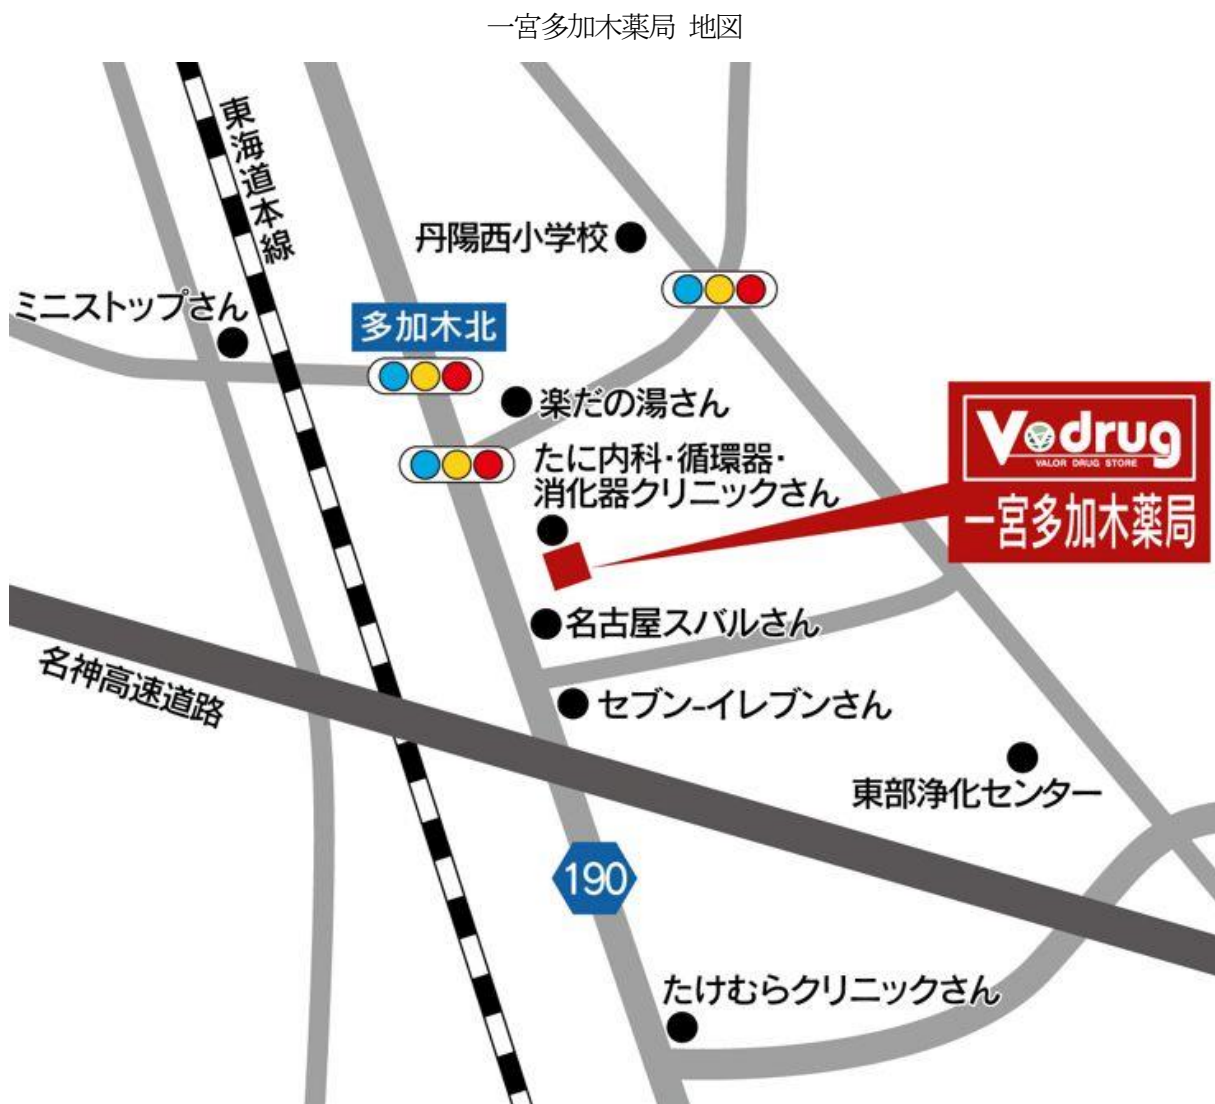 一宮多加木薬局 地図
東海道本線
丹陽西小学校
ミニストップさん
多加木北
楽だの湯さん
たに内科・循環器・
消化器クリニックさん
Vdrug
VALOR DRUG STORE
一宮多加木薬局
名古屋スバルさん
名神高速道路
セブン-イレブンさん
東部浄化センター
190
たけむらクリニックさん